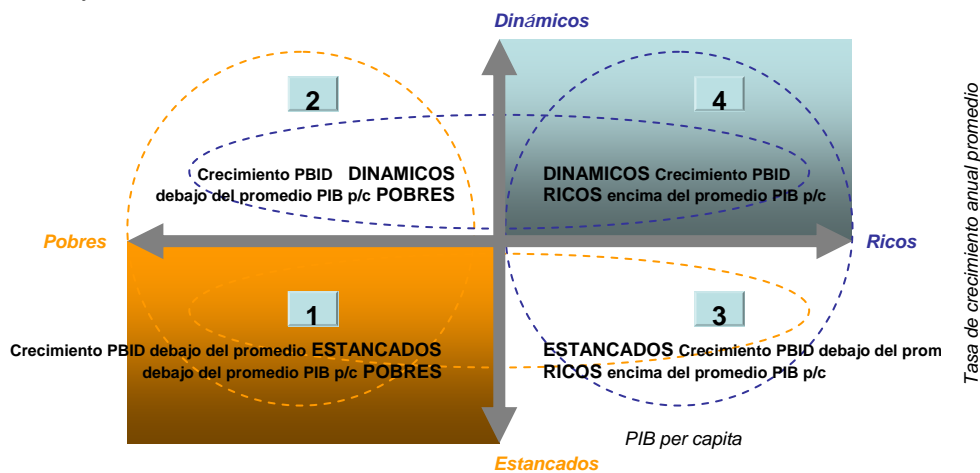 Dinámicos
2
4
Crecimiento PBID DINAMICOS
debajo del promedio PIB p/c POBRES
DINAMICOS Crecimiento PBID
RICOS encima del promedio PIB p/c
Pobres
Ricos
1
3
Crecimiento PBID debajo del promedio ESTANCADOS
debajo del promedio PIB p/c POBRES
ESTANCADOS Crecimiento PBID debajo del prom
RICOS encima del promedio PIB p/c
PIB per capita
Estancados
Tasa de crecimiento anual promedio